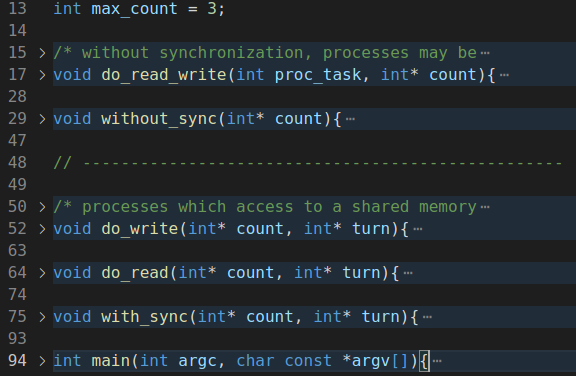 13 int max_count = 3;
14
15 > /* without synchronization, processes may be ⋯
17 > void do_read_write(int proc_task, int* count){ ⋯
28
29 > void without_sync(int* count){ ⋯
47
48 // --------------------------------------------------
49
50 > /* processes which access to a shared memory ⋯
52 > void do_write(int* count, int* turn){ ⋯
63
64 > void do_read(int* count, int* turn){ ⋯
74
75 > void with_sync(int* count, int* turn){ ⋯
93
94 > int main(int argc, char const *argv[]){ ⋯